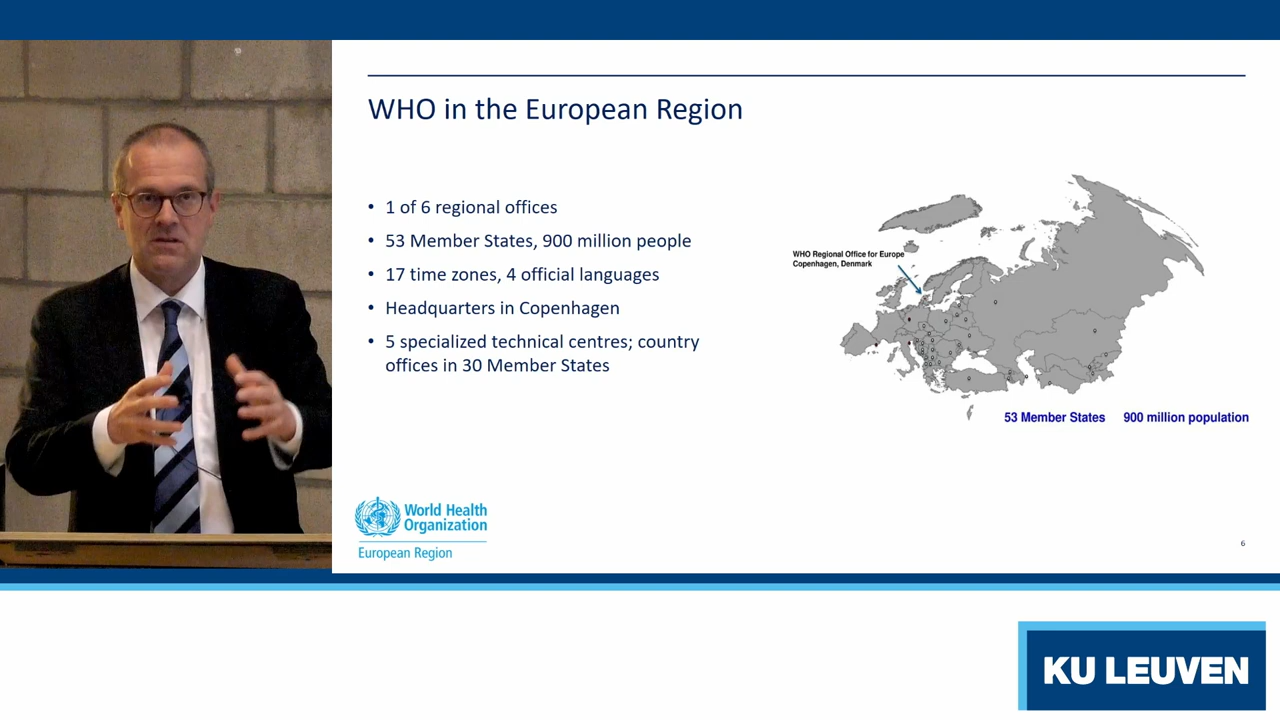 WHO in the European Region
• 1 of 6 regional offices
• 53 Member States, 900 million people
• 17 time zones, 4 official languages
• Headquarters in Copenhagen
• 5 specialized technical centres; country
offices in 30 Member States
WHO Regional Office for Europe
Copenhagen, Denmark
53 Member States 900 million population
World Health
Organization
European Region
6
KU LEUVEN